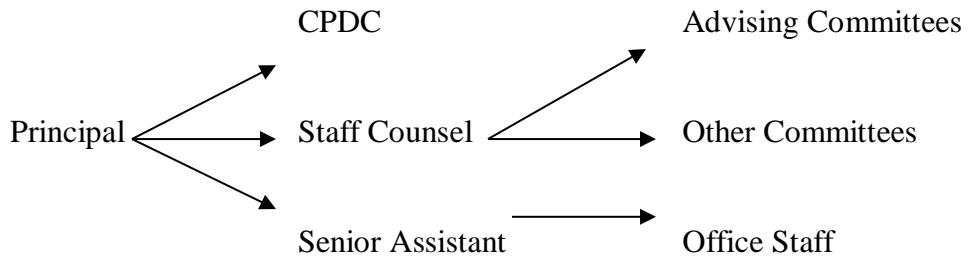 CPDC Advising Committees
Principal Staff Counsel Other Committees
Senior Assistant Office Staff